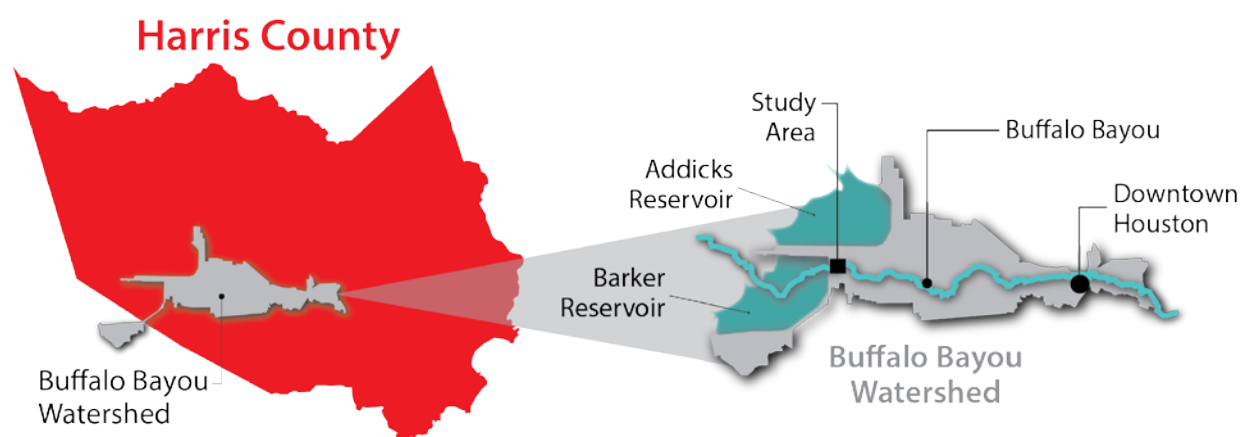 Harris County
Buffalo Bayou
Watershed
Study
Area
Buffalo Bayou
Addicks
Reservoir
Downtown
Houston
Barker
Reservoir
Buffalo Bayou
Watershed